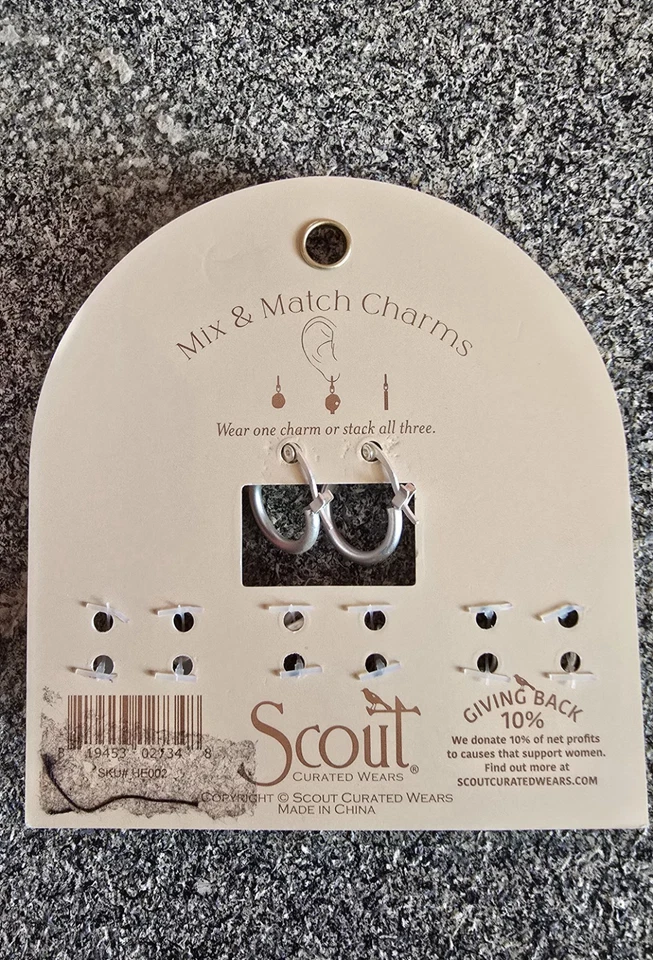 Mix & Match Charms
Wear one charm or stack all three.
8 19453 02734 8
SKU# HE002
Scout®
CURATED WEARS
COPYRIGHT © SCOUT CURATED WEARS
MADE IN CHINA
GIVING BACK
10%
We donate 10% of net profits
to causes that support women.
Find out more at
SCOUTCURATEDWEARS.COM